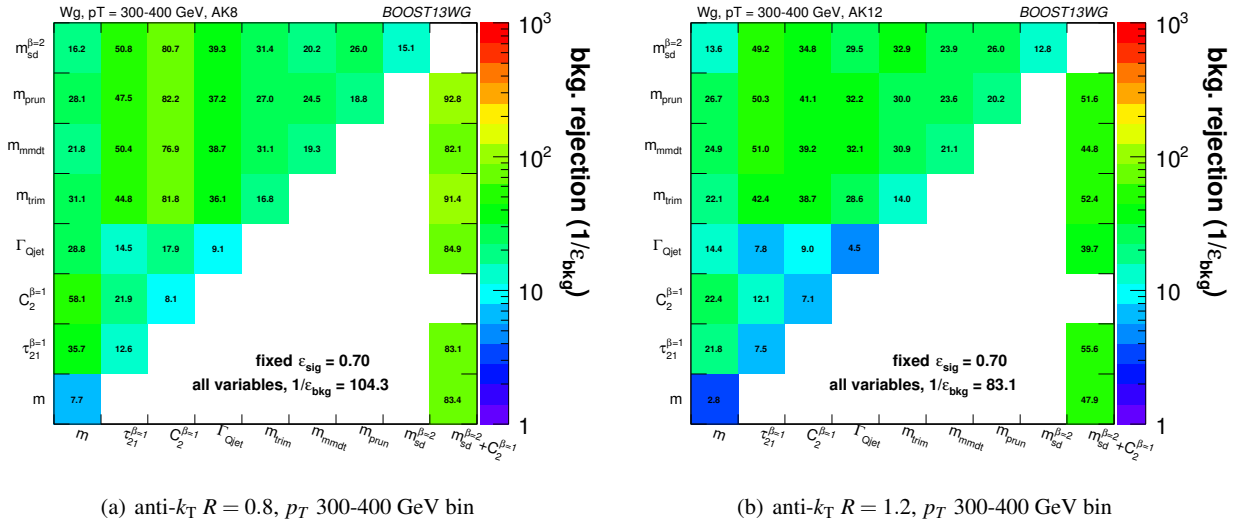 Wg, pT = 300-400 GeV, AK8 BOOST13WG
m_sd^β=2 16.2 50.8 80.7 39.3 31.4 20.2 26.0 15.1
m_prun 28.1 47.5 82.2 37.2 27.0 24.5 18.8 92.8
m_mmdt 21.8 50.4 76.9 38.7 31.1 19.3 82.1
m_trim 31.1 44.8 81.8 36.1 16.8 91.4
Γ_Qjet 28.8 14.5 17.9 9.1 84.9
C_2^β=1 58.1 21.9 8.1
τ_21^β=1 35.7 12.6 83.1
m 7.7 83.4
fixed ε_sig = 0.70
all variables, 1/ε_bkg = 104.3
m τ_21^β=1 C_2^β=1 Γ_Qjet m_trim m_mmdt m_prun m_sd^β=2 m_sd^β=2+C_2^β=1
10^3
10^2
10
1
bkg. rejection (1/ε_bkg)
(a) anti-k_T R = 0.8, p_T 300-400 GeV bin
Wg, pT = 300-400 GeV, AK12 BOOST13WG
m_sd^β=2 13.6 49.2 34.8 29.5 32.9 23.9 26.0 12.8
m_prun 26.7 50.3 41.1 32.2 30.0 23.6 20.2 51.6
m_mmdt 24.9 51.0 39.2 32.1 30.9 21.1 44.8
m_trim 22.1 42.4 38.7 28.6 14.0 52.4
Γ_Qjet 14.4 7.8 9.0 4.5 39.7
C_2^β=1 22.4 12.1 7.1
τ_21^β=1 21.8 7.5 55.6
m 2.8 47.9
fixed ε_sig = 0.70
all variables, 1/ε_bkg = 83.1
m τ_21^β=1 C_2^β=1 Γ_Qjet m_trim m_mmdt m_prun m_sd^β=2 m_sd^β=2+C_2^β=1
10^3
10^2
10
1
bkg. rejection (1/ε_bkg)
(b) anti-k_T R = 1.2, p_T 300-400 GeV bin